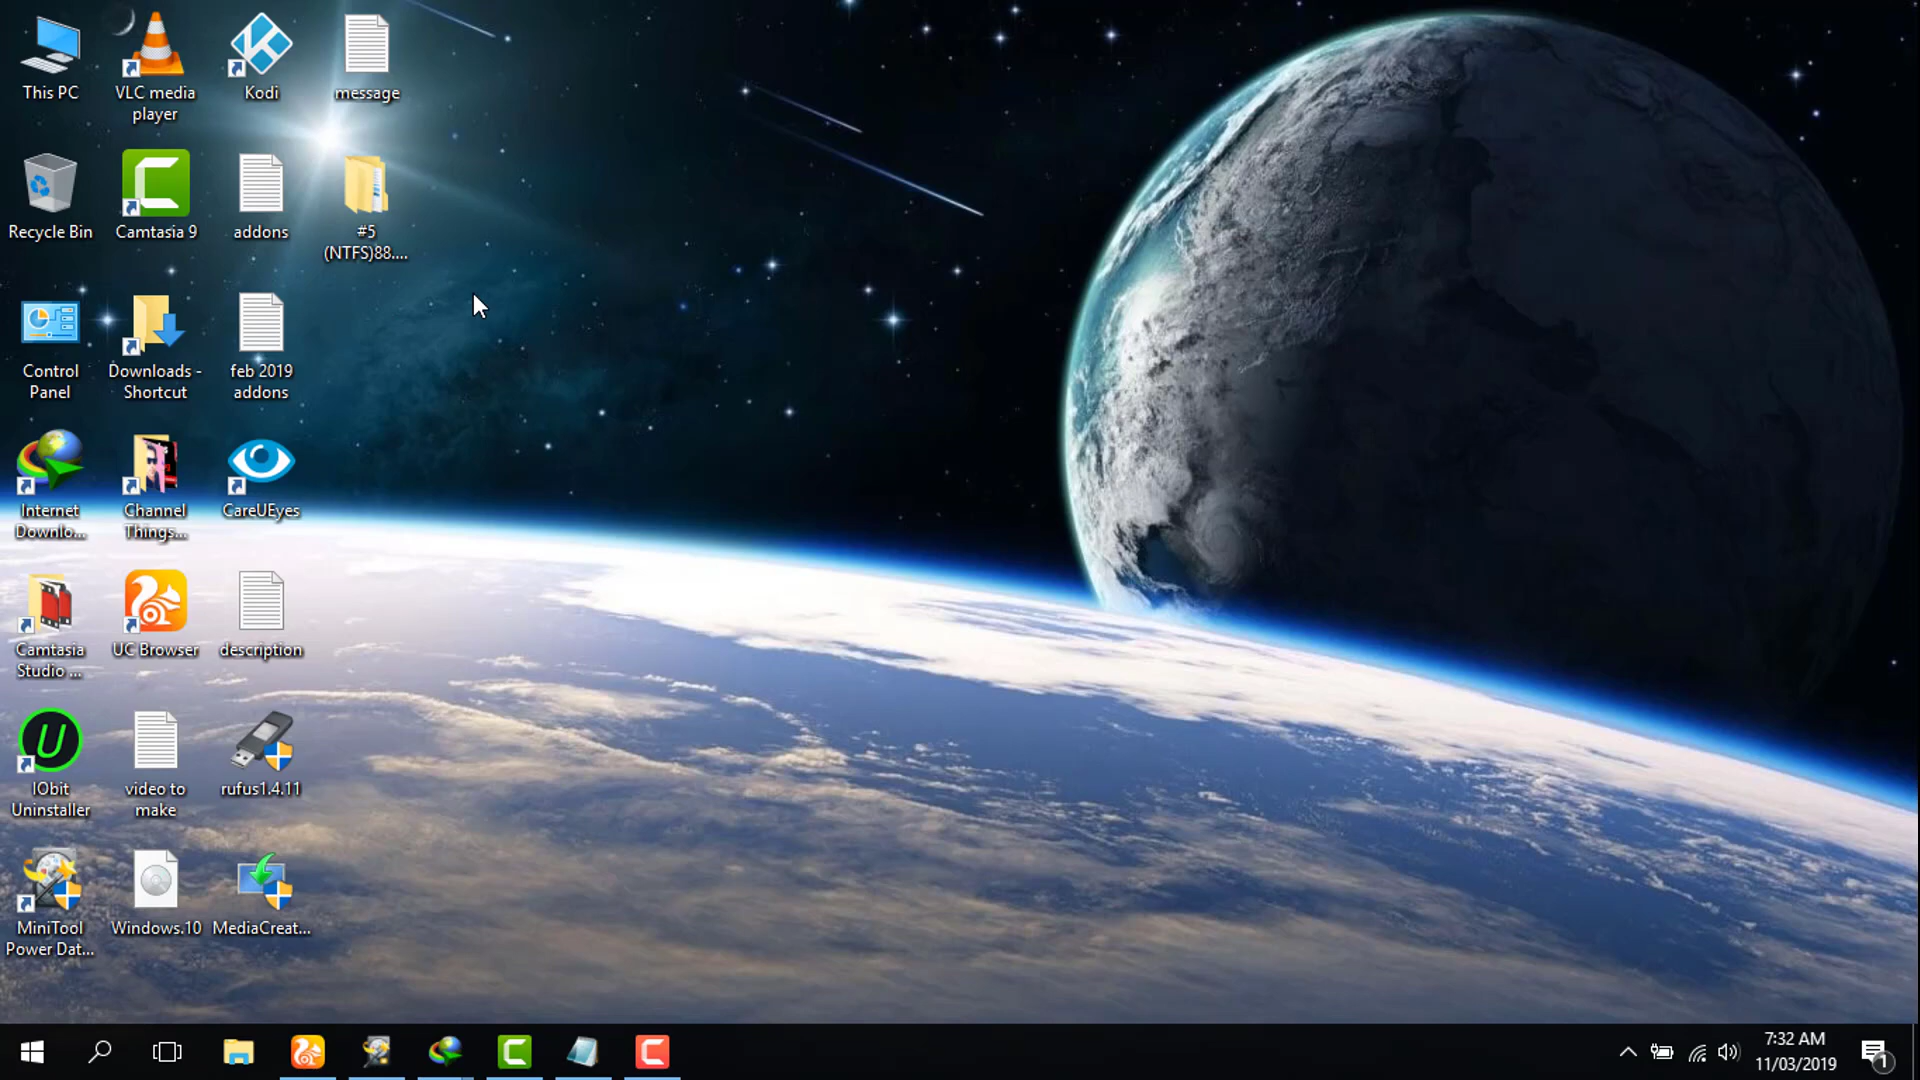 This PC
VLC media
player
Kodi
message
Recycle Bin
Camtasia 9
addons
#5
(NTFS)88....
Control
Panel
Downloads -
Shortcut
feb 2019
addons
Internet
Downlo...
Channel
Things...
CareUEyes
Camtasia
Studio ...
UC Browser
description
IObit
Uninstaller
video to
make
rufus1.4.11
MiniTool
Power Dat...
Windows.10
MediaCreat...
7:32 AM
11/03/2019
1